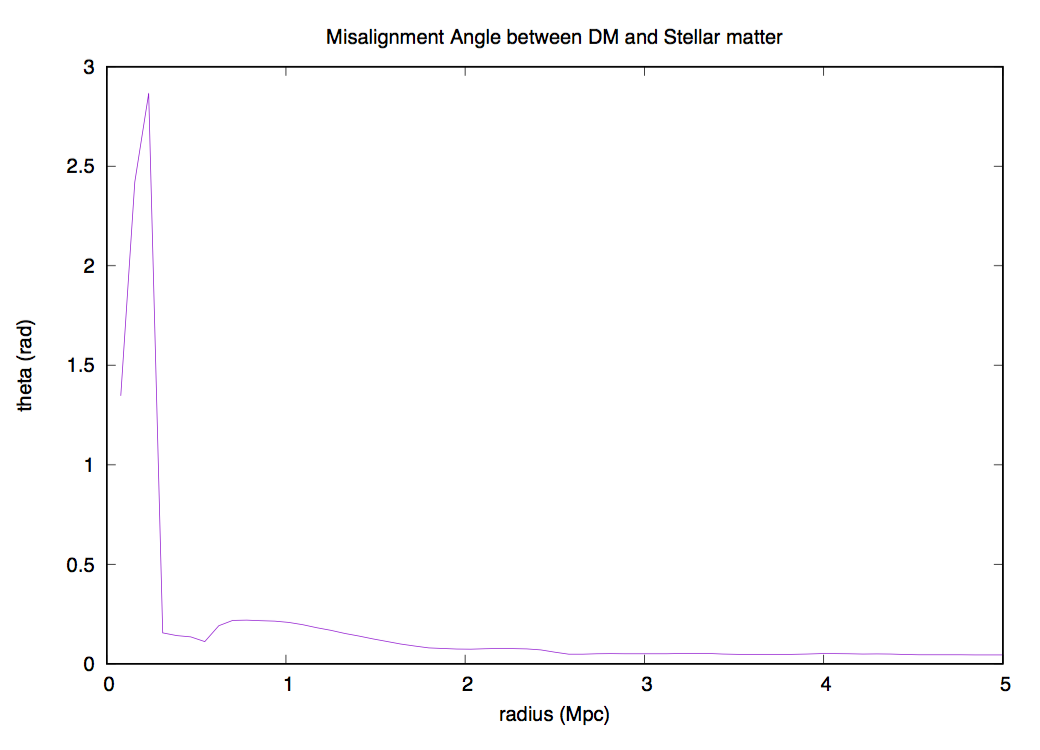 Misalignment Angle between DM and Stellar matter
3
2.5
2
1.5
1
0.5
0
theta (rad)
0 1 2 3 4 5
radius (Mpc)